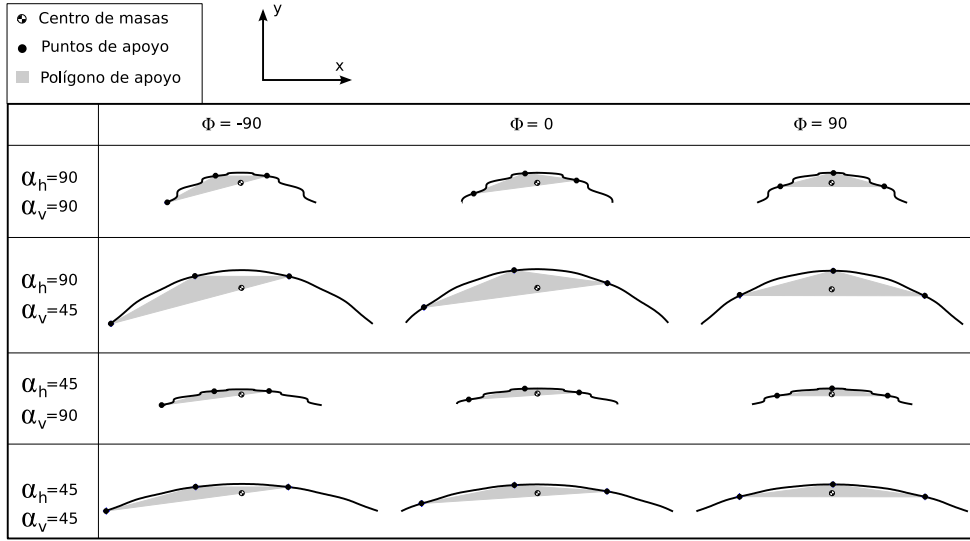 Centro de masas
Puntos de apoyo
Polígono de apoyo
y
x
Φ = -90
Φ = 0
Φ = 90
αh=90
αv=90
αh=90
αv=45
αh=45
αv=90
αh=45
αv=45